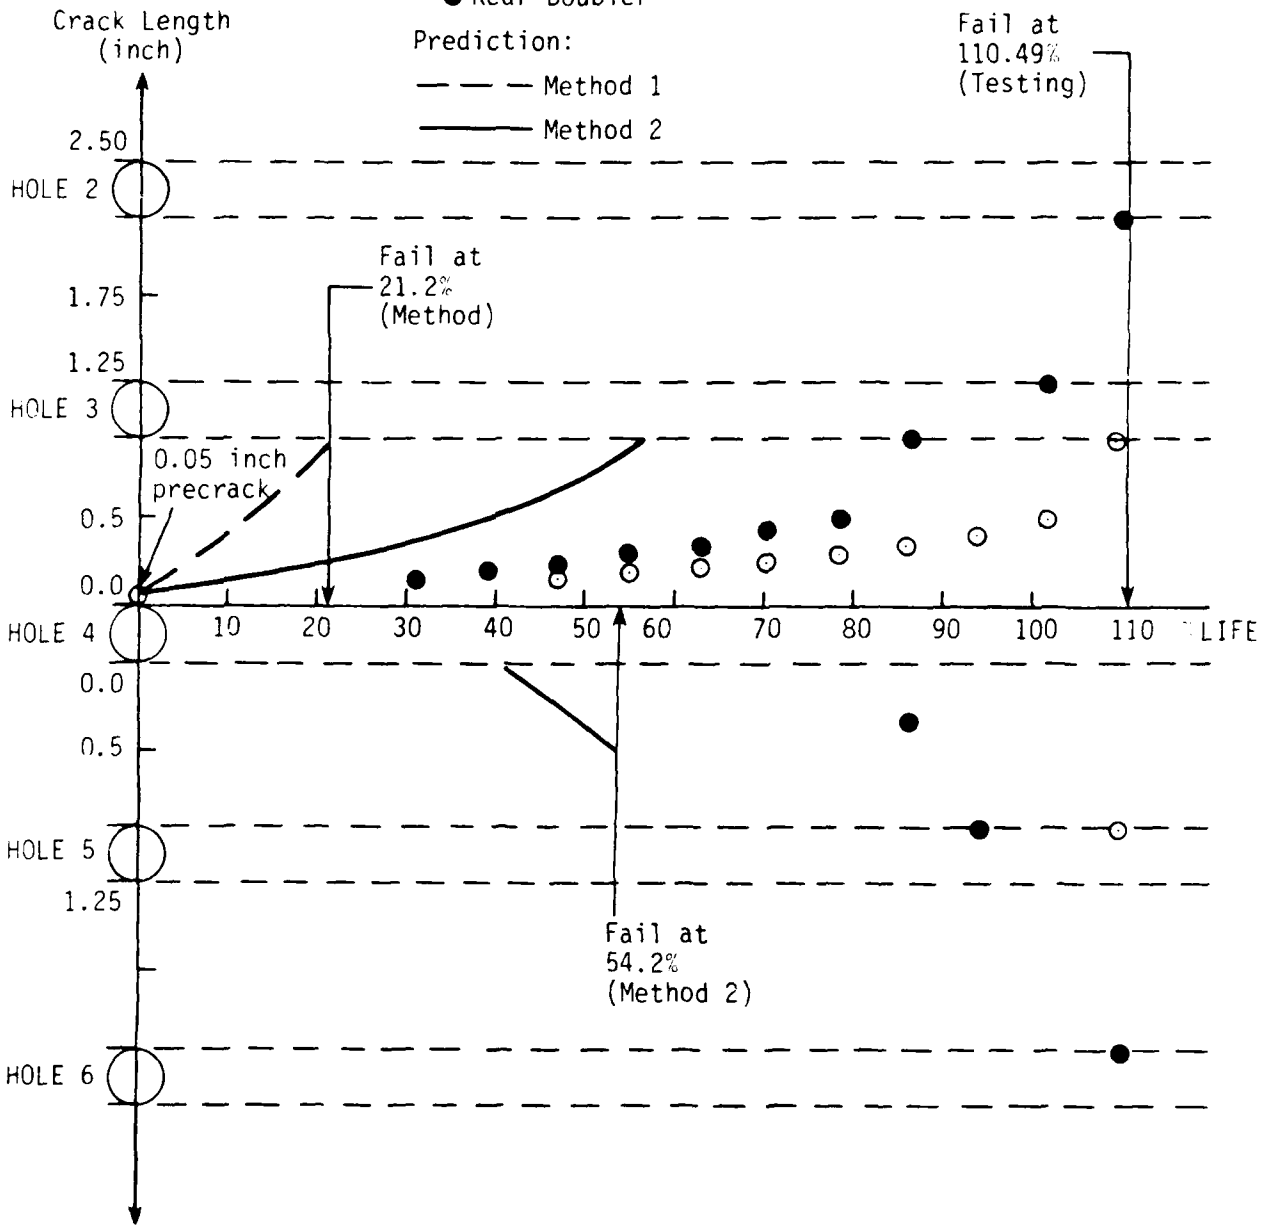 Rear Doubler
Crack Length
(inch)
Prediction:
Method 1
Method 2
Fail at
110.49%
(Testing)
2.50
HOLE 2
Fail at
21.2%
(Method)
1.75
1.25
HOLE 3
0.05 inch
precrack
0.5
0.0
HOLE 4
10 20 30 40 50 60 70 80 90 100 110 %LIFE
0.0
0.5
HOLE 5
1.25
Fail at
54.2%
(Method 2)
HOLE 6